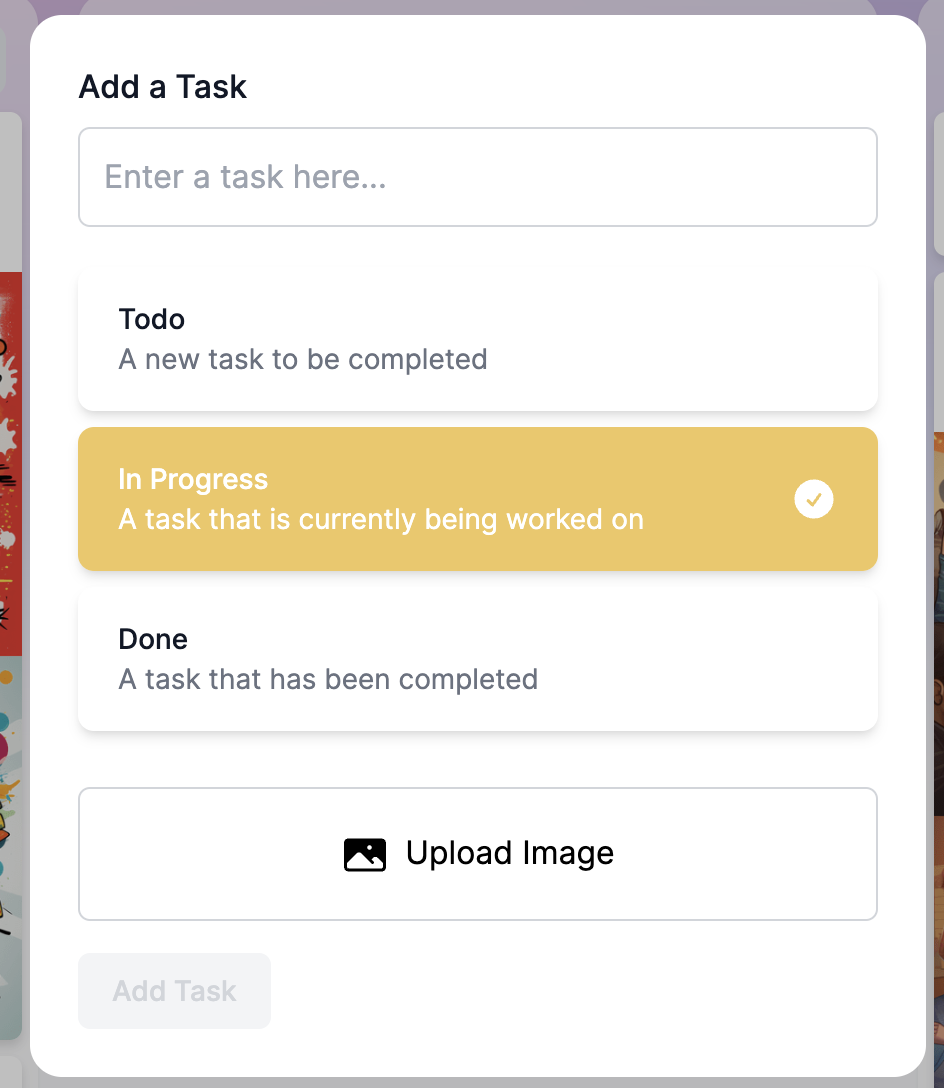 Add a Task
Enter a task here...
Todo
A new task to be completed
In Progress
A task that is currently being worked on
Done
A task that has been completed
Upload Image
Add Task